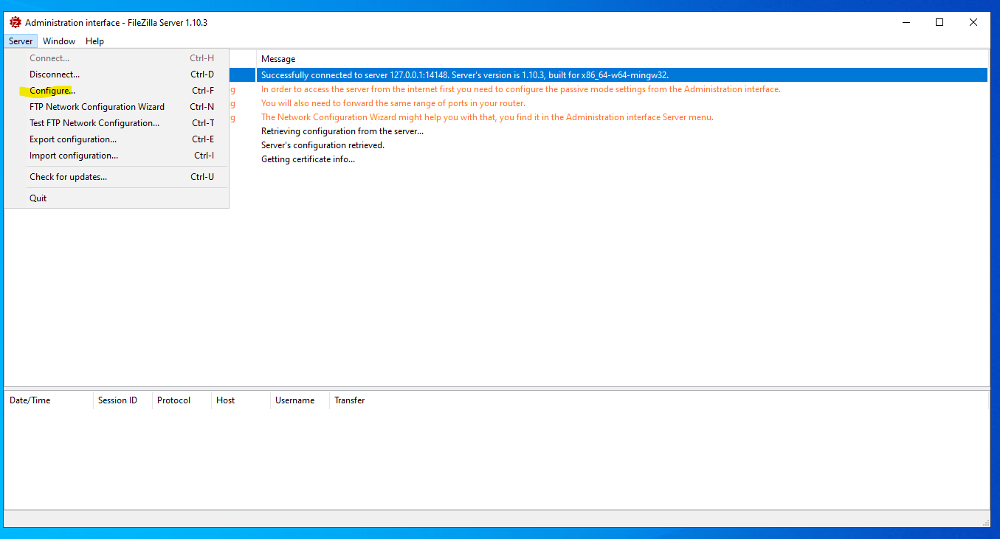 Administration interface - FileZilla Server 1.10.3
Server Window Help
Connect... Ctrl-H
Disconnect... Ctrl-D
Configure... Ctrl-F
FTP Network Configuration Wizard Ctrl-N
Test FTP Network Configuration... Ctrl-T
Export configuration... Ctrl-E
Import configuration... Ctrl-I
Check for updates... Ctrl-U
Quit
Message
Successfully connected to server 127.0.0.1:14148. Server's version is 1.10.3, built for x86_64-w64-mingw32.
g In order to access the server from the internet first you need to configure the passive mode settings from the Administration interface.
g You will also need to forward the same range of ports in your router.
g The Network Configuration Wizard might help you with that, you find it in the Administration interface Server menu.
Retrieving configuration from the server...
Server's configuration retrieved.
Getting certificate info...
Date/Time Session ID Protocol Host Username Transfer